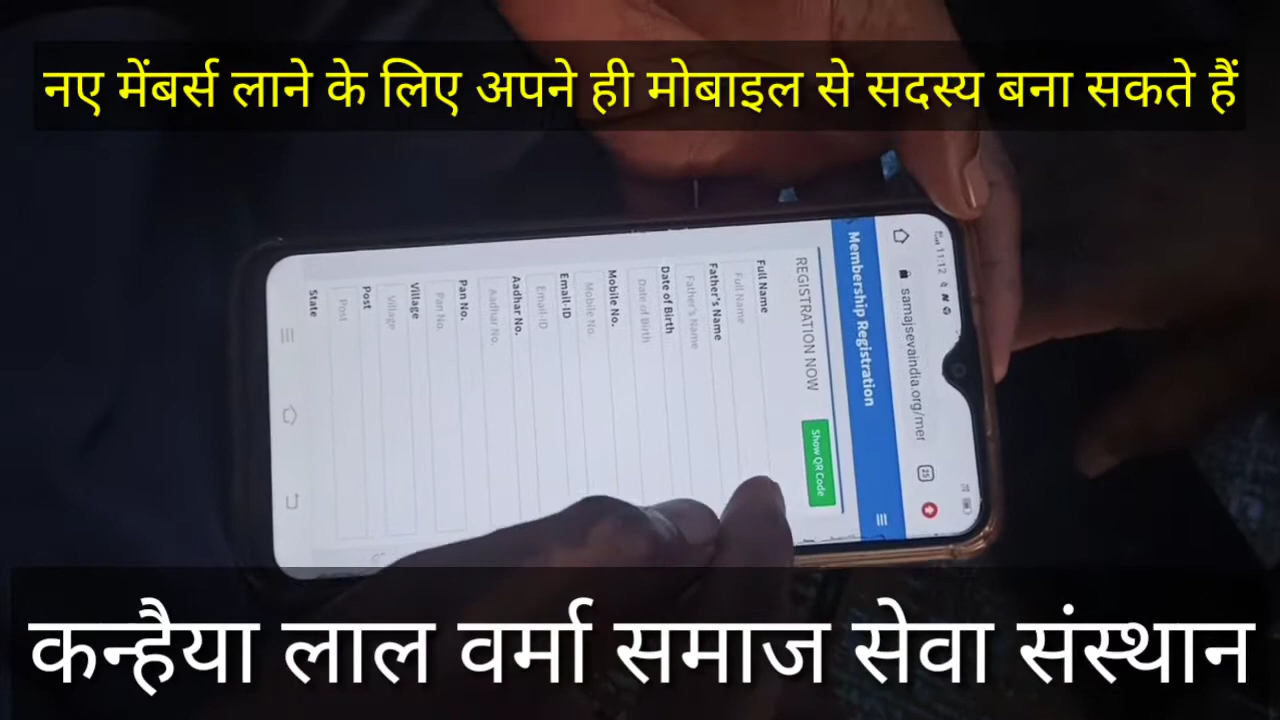 नए मेंबर्स लाने के लिए अपने ही मोबाइल से सदस्य बना सकते हैं
11:12
samajsevaindia.org/mer
25
Membership Registration
REGISTRATION NOW
Show QR Code
Full Name
Full Name
Father's Name
Father's Name
Date of Birth
Date of Birth
Mobile No.
Mobile No.
Email-ID
Email-ID
Aadhar No.
Aadhar No.
Pan No.
Pan No.
Village
Village
Post
Post
State
कन्हैया लाल वर्मा समाज सेवा संस्थान